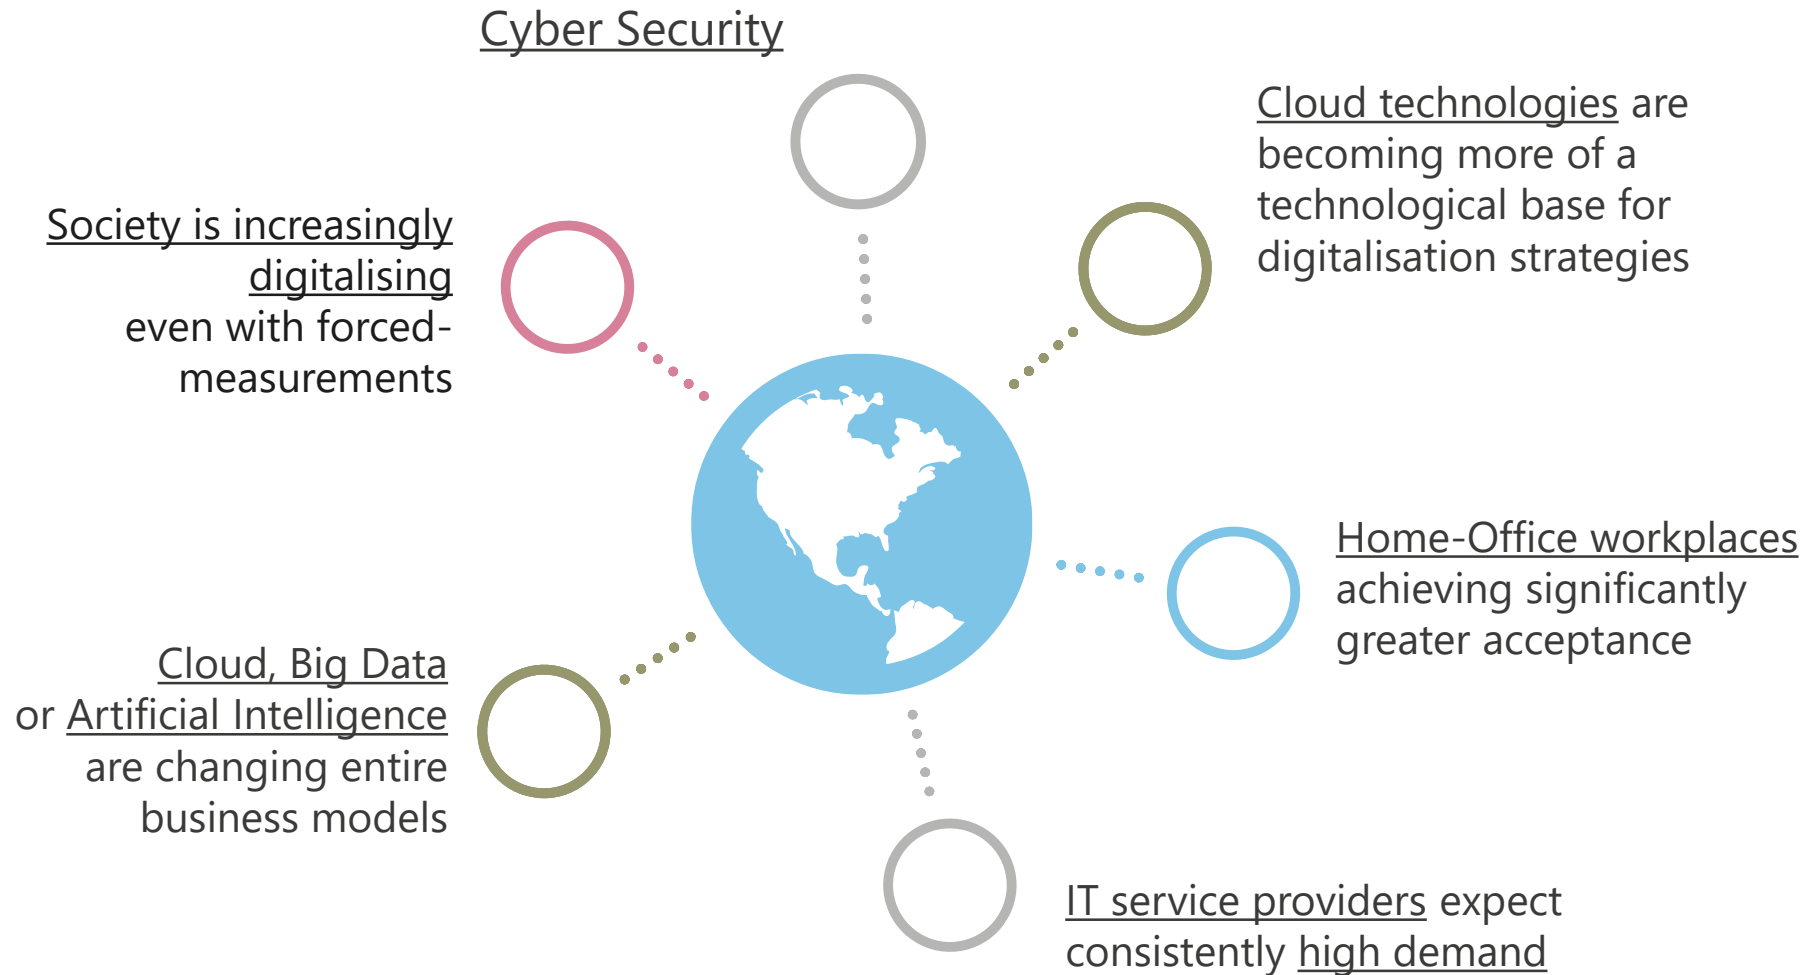 Cyber Security
Cloud technologies are
becoming more of a
technological base for
digitalisation strategies
Society is increasingly
digitalising
even with forced-
measurements
Home-Office workplaces
achieving significantly
greater acceptance
Cloud, Big Data
or Artificial Intelligence
are changing entire
business models
IT service providers expect
consistently high demand